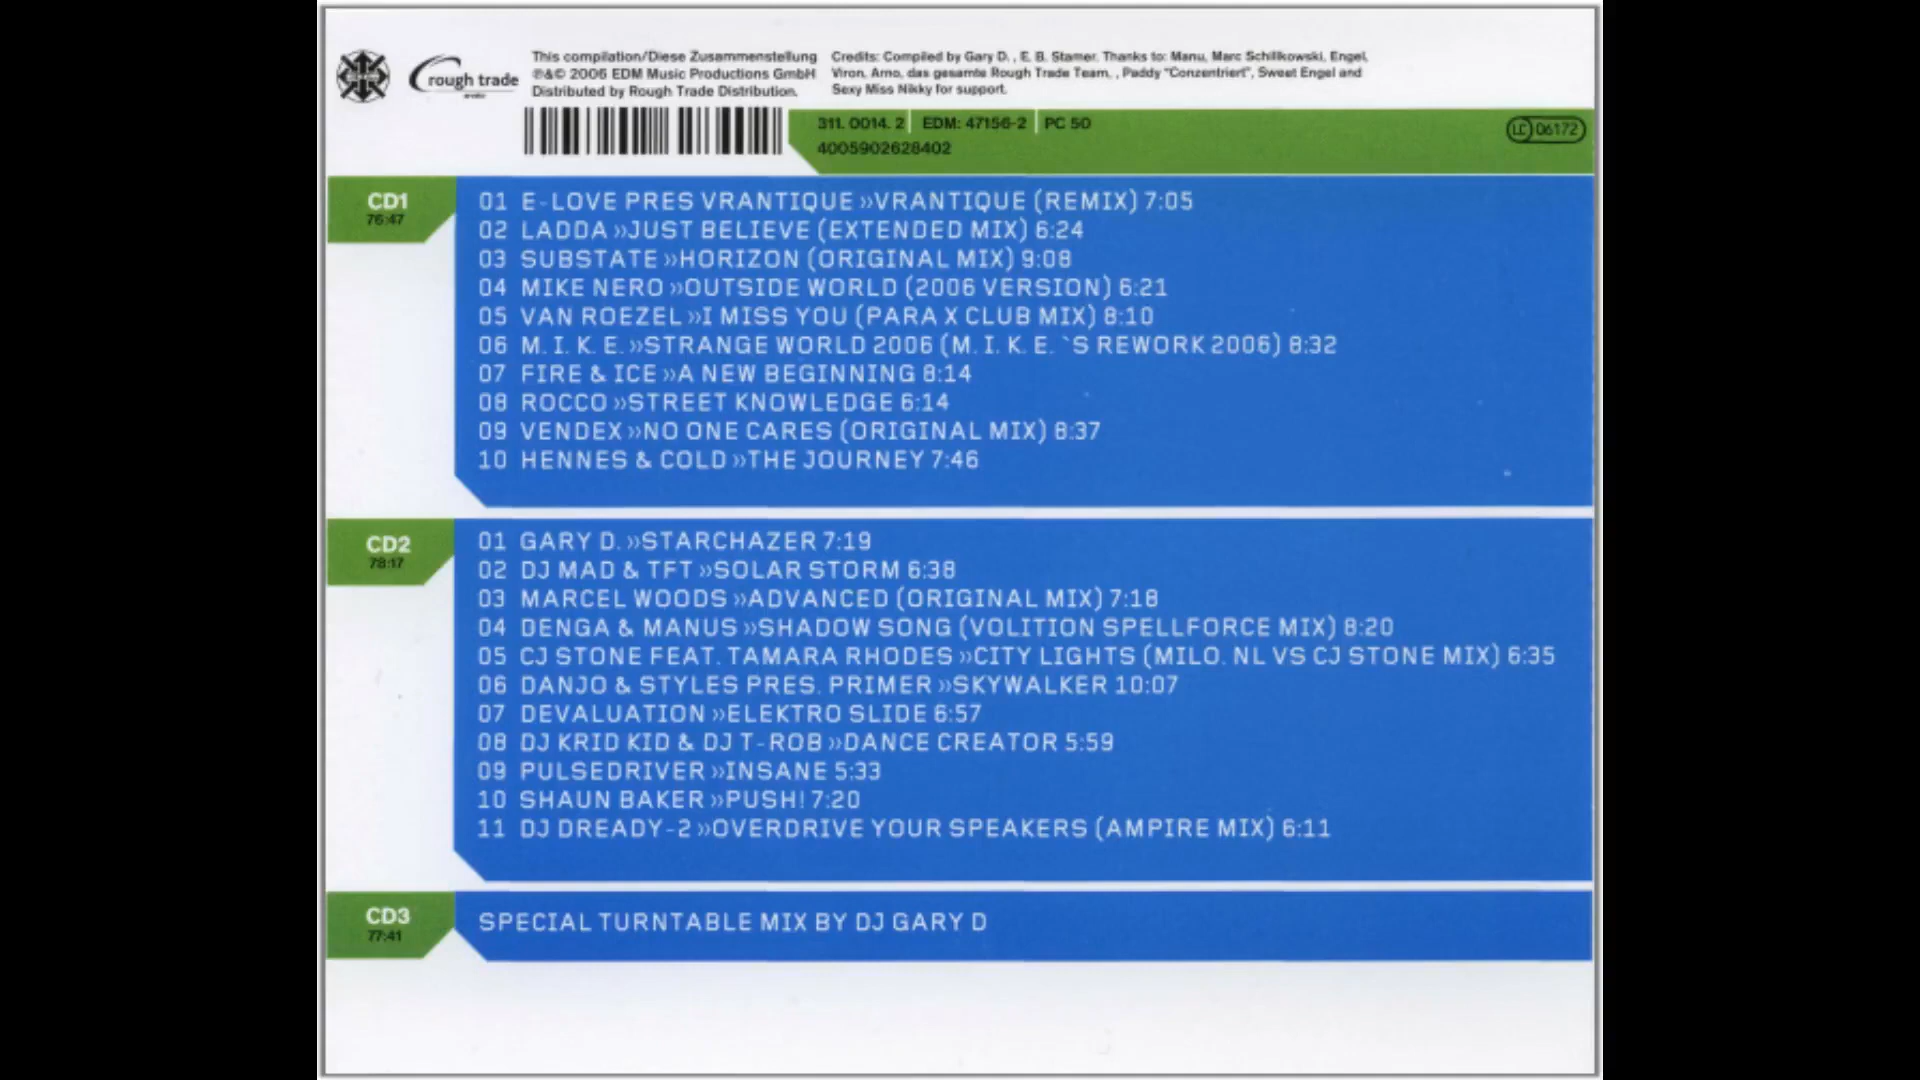 rough trade
This compilation/Diese Zusammenstellung
℗&© 2006 EDM Music Productions GmbH
Distributed by Rough Trade Distribution.
Credits: Compiled by Gary D. , E. B. Stamer. Thanks to: Manu, Marc Schillkowski, Engel,
Viron, Arno, das gesamte Rough Trade Team, , Paddy "Conzentriert", Sweet Engel and
Sexy Miss Nikky for support.
311. 0014. 2 EDM: 47156-2 PC 50
4005902628402
LC 06172
CD1
76:47
01 E-LOVE PRES VRANTIQUE »VRANTIQUE (REMIX) 7:05
02 LADDA »JUST BELIEVE (EXTENDED MIX) 6:24
03 SUBSTATE »HORIZON (ORIGINAL MIX) 9:08
04 MIKE NERO »OUTSIDE WORLD (2006 VERSION) 6:21
05 VAN ROEZEL »I MISS YOU (PARA X CLUB MIX) 8:10
06 M. I. K. E. »STRANGE WORLD 2006 (M. I. K. E. `S REWORK 2006) 8:32
07 FIRE & ICE »A NEW BEGINNING 8:14
08 ROCCO »STREET KNOWLEDGE 6:14
09 VENDEX »NO ONE CARES (ORIGINAL MIX) 8:37
10 HENNES & COLD »THE JOURNEY 7:46
CD2
78:17
01 GARY D. »STARCHAZER 7:19
02 DJ MAD & TFT »SOLAR STORM 6:38
03 MARCEL WOODS »ADVANCED (ORIGINAL MIX) 7:18
04 DENGA & MANUS »SHADOW SONG (VOLITION SPELLFORCE MIX) 8:20
05 CJ STONE FEAT. TAMARA RHODES »CITY LIGHTS (MILO. NL VS CJ STONE MIX) 6:35
06 DANJO & STYLES PRES. PRIMER »SKYWALKER 10:07
07 DEVALUATION »ELEKTRO SLIDE 6:57
08 DJ KRID KID & DJ T-ROB »DANCE CREATOR 5:59
09 PULSEDRIVER »INSANE 5:33
10 SHAUN BAKER »PUSH! 7:20
11 DJ DREADY-2 »OVERDRIVE YOUR SPEAKERS (AMPIRE MIX) 6:11
CD3
77:41
SPECIAL TURNTABLE MIX BY DJ GARY D